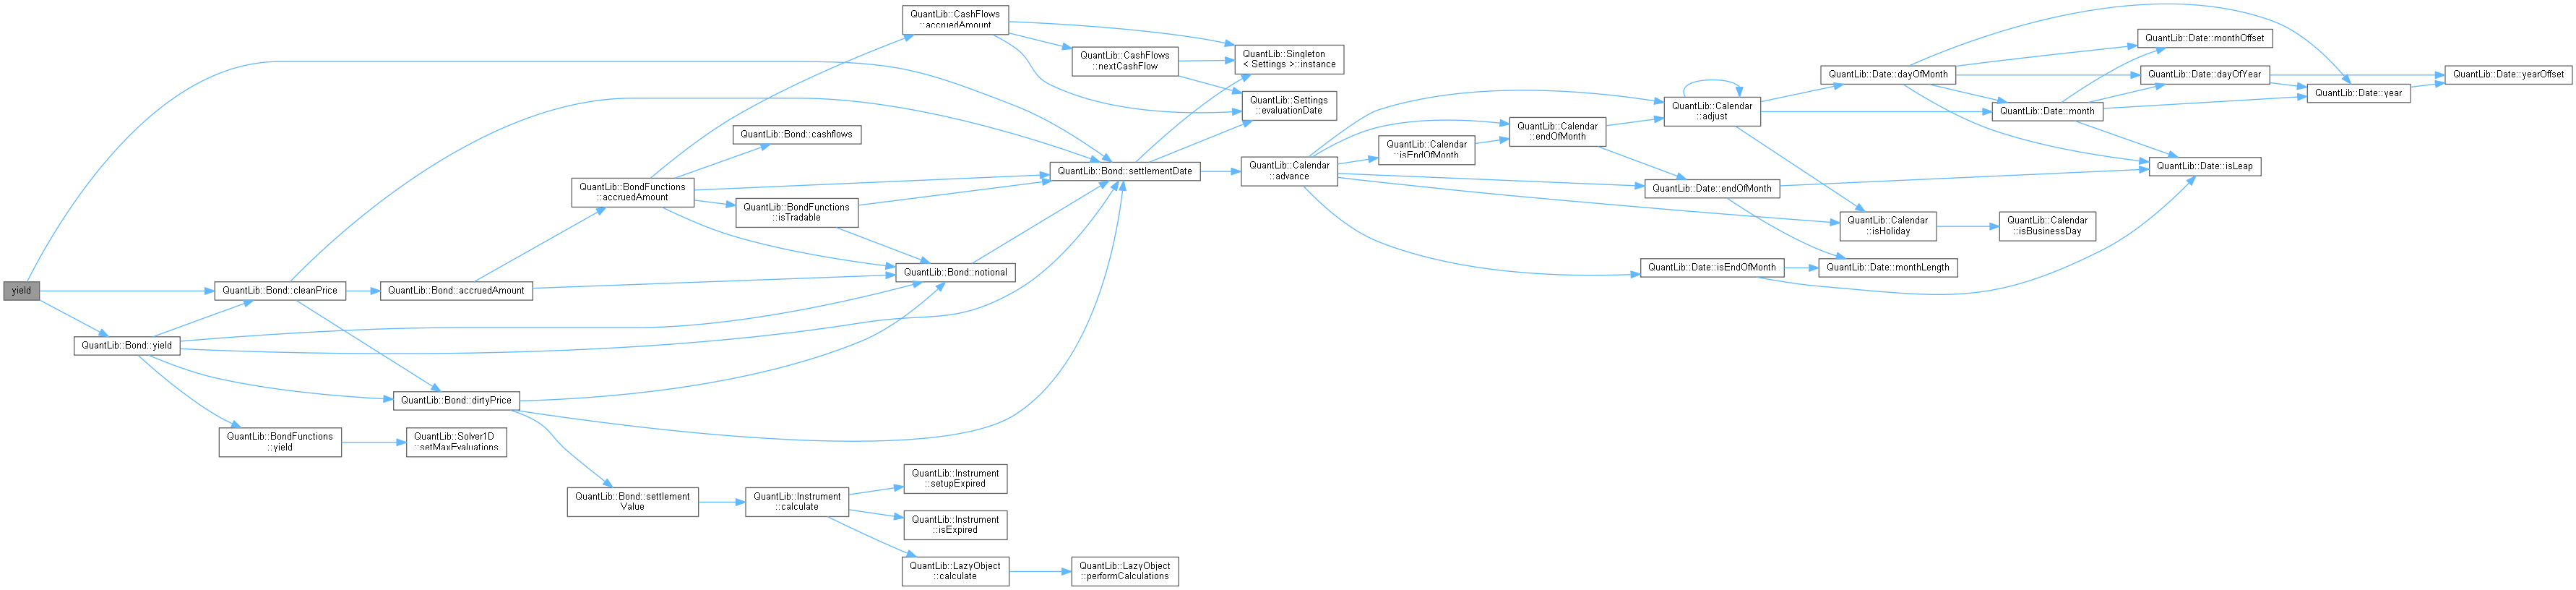 yield
QuantLib::Bond::yield
QuantLib::Bond::cleanPrice
QuantLib::BondFunctions
::yield
QuantLib::Bond::accruedAmount
QuantLib::Bond::dirtyPrice
QuantLib::Solver1D
::setMaxEvaluations
QuantLib::BondFunctions
::accruedAmount
QuantLib::Bond::settlement
Value
QuantLib::Bond::cashflows
QuantLib::BondFunctions
::isTradable
QuantLib::Instrument
::calculate
QuantLib::CashFlows
::accruedAmount
QuantLib::Bond::notional
QuantLib::Instrument
::setupExpired
QuantLib::Instrument
::isExpired
QuantLib::LazyObject
::calculate
QuantLib::CashFlows
::nextCashFlow
QuantLib::Bond::settlementDate
QuantLib::LazyObject
::performCalculations
QuantLib::Singleton
< Settings >::instance
QuantLib::Settings
::evaluationDate
QuantLib::Calendar
::advance
QuantLib::Calendar
::isEndOfMonth
QuantLib::Calendar
::endOfMonth
QuantLib::Calendar
::adjust
QuantLib::Date::endOfMonth
QuantLib::Date::isEndOfMonth
QuantLib::Date::dayOfMonth
QuantLib::Calendar
::isHoliday
QuantLib::Date::monthLength
QuantLib::Date::month
QuantLib::Calendar
::isBusinessDay
QuantLib::Date::monthOffset
QuantLib::Date::dayOfYear
QuantLib::Date::isLeap
QuantLib::Date::year
QuantLib::Date::yearOffset